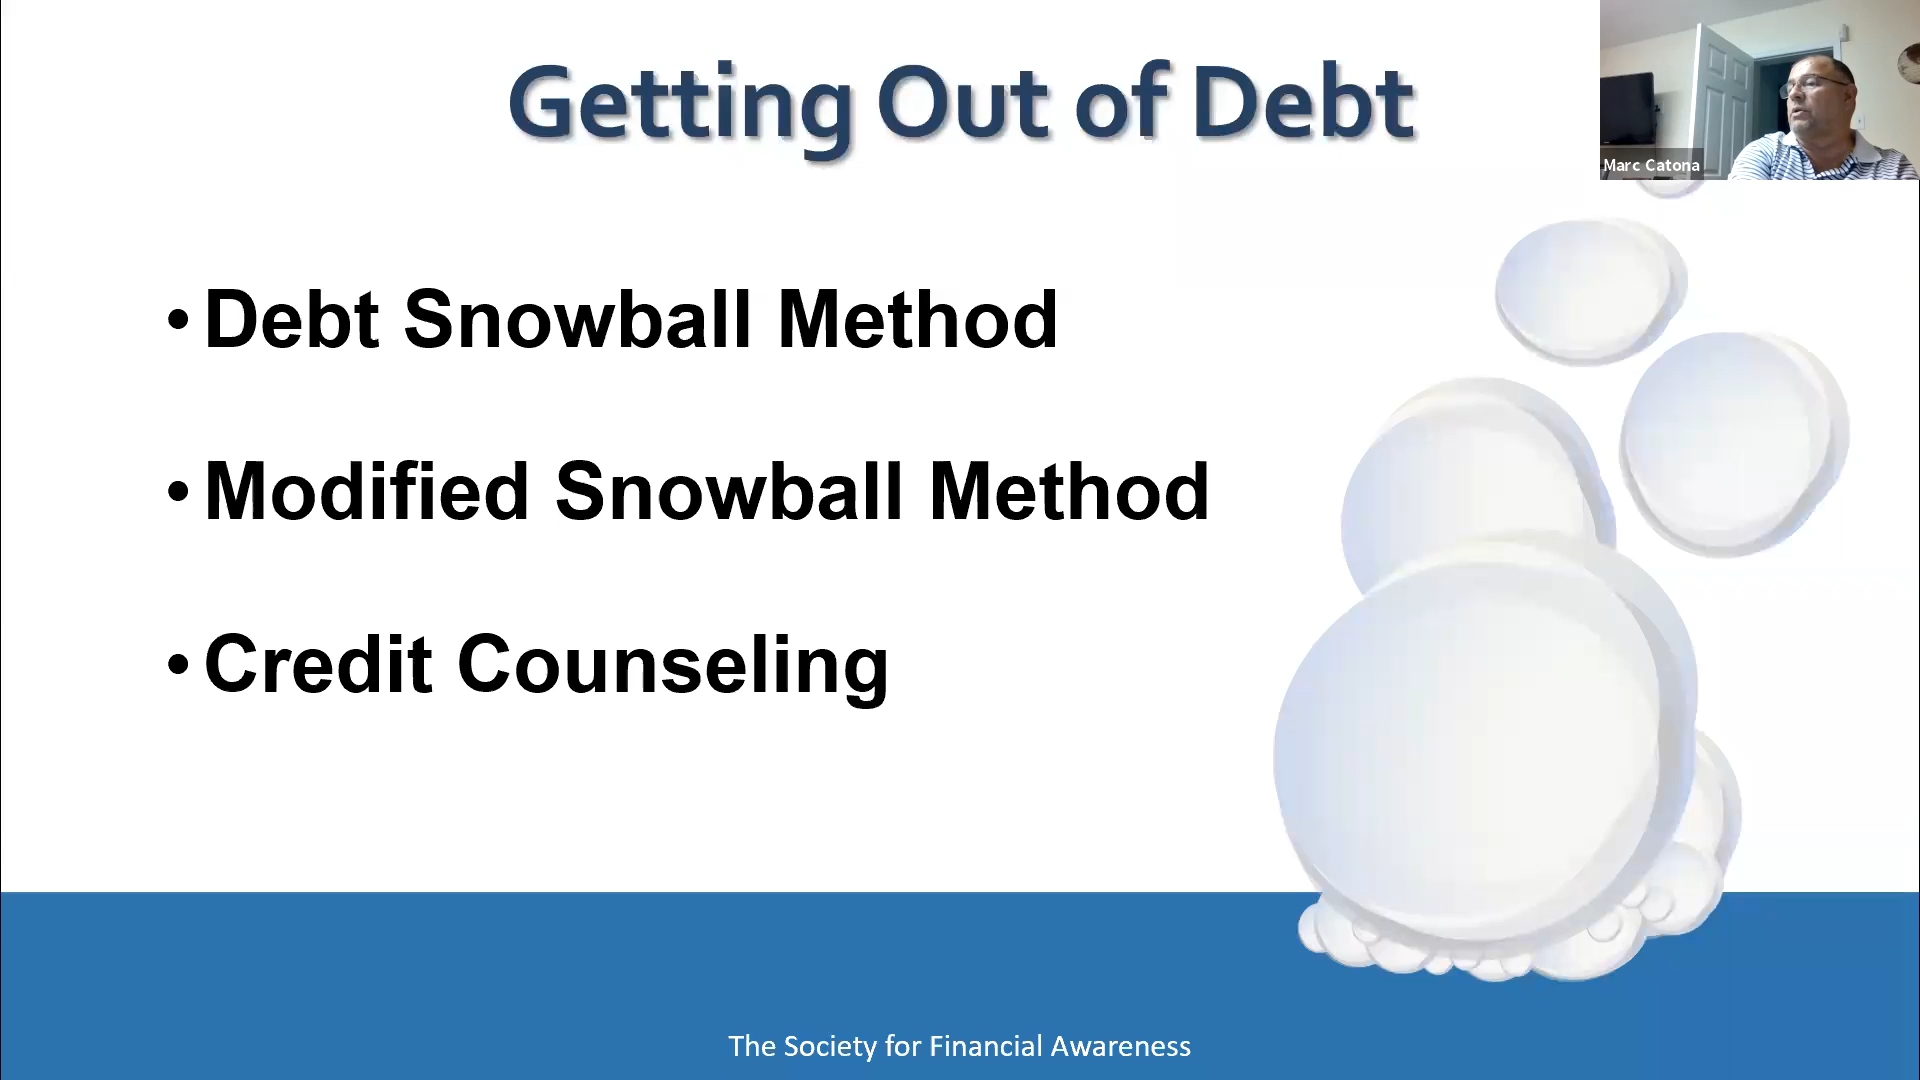 Getting Out of Debt
Marc Catona
• Debt Snowball Method
• Modified Snowball Method
• Credit Counseling
The Society for Financial Awareness